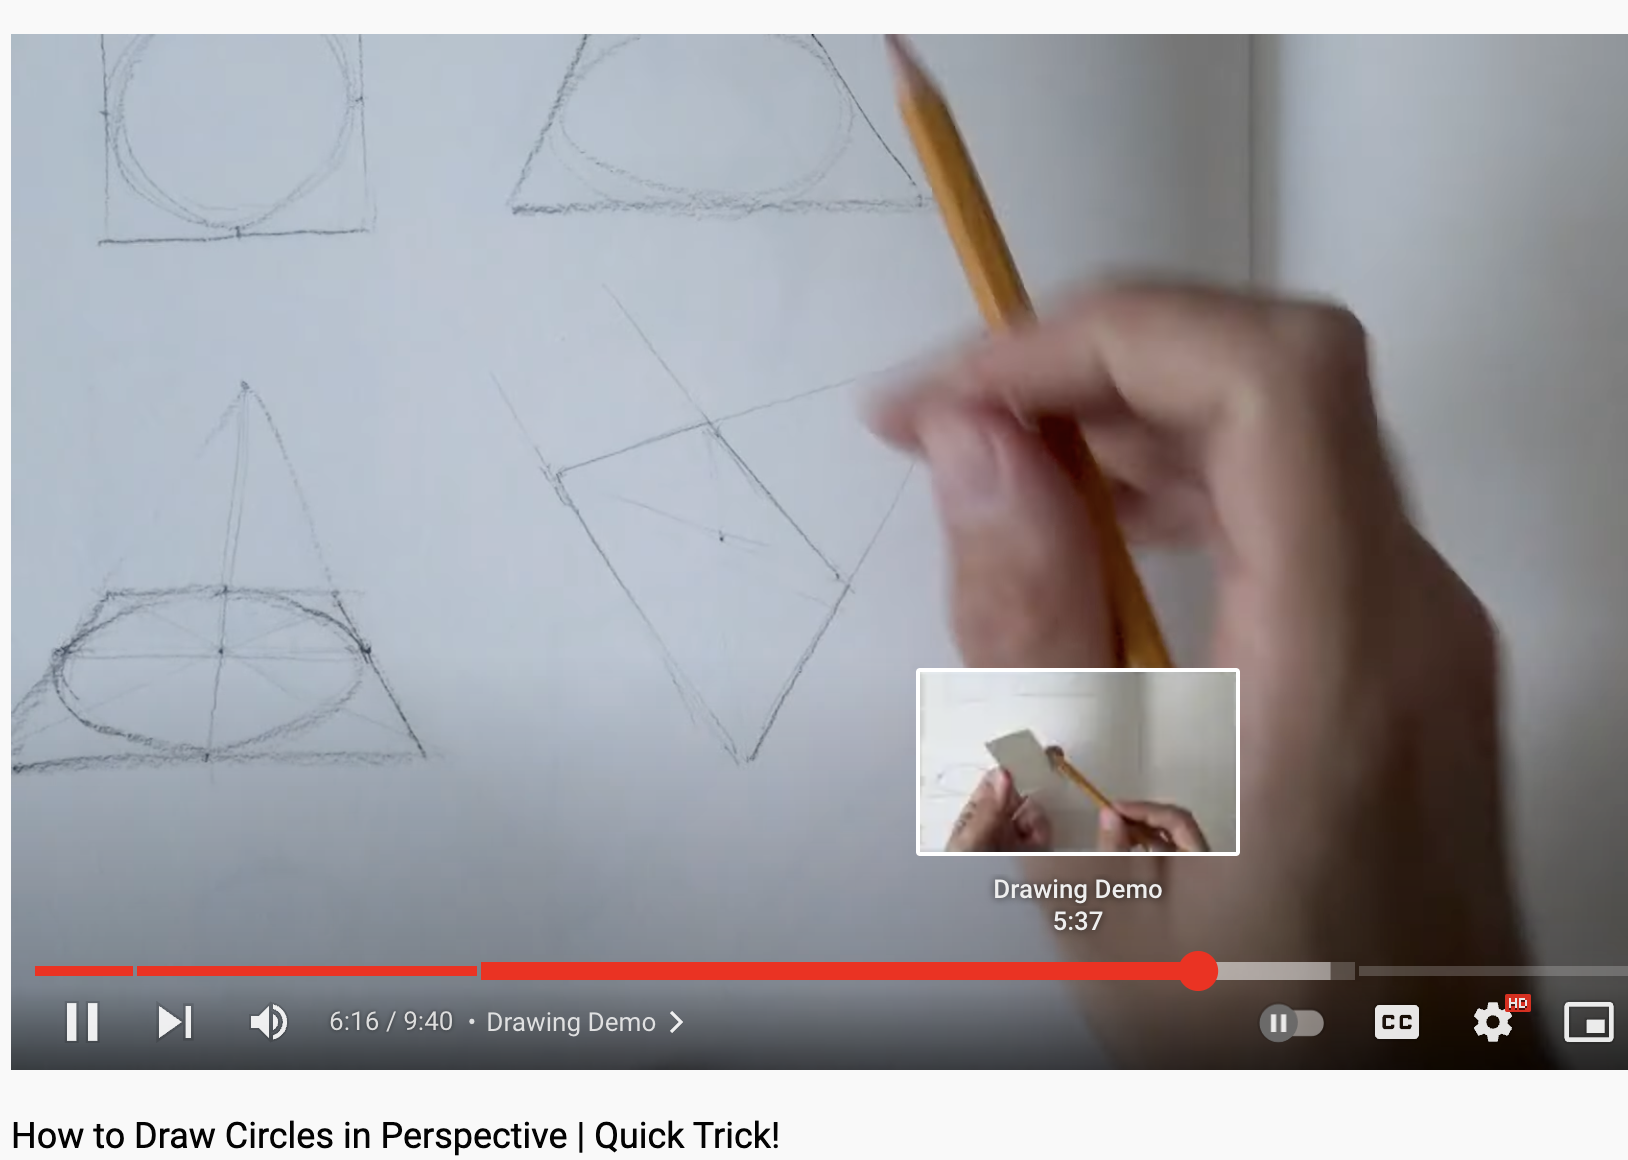 Drawing Demo
5:37
6:16 / 9:40 • Drawing Demo
CC
HD
How to Draw Circles in Perspective | Quick Trick!